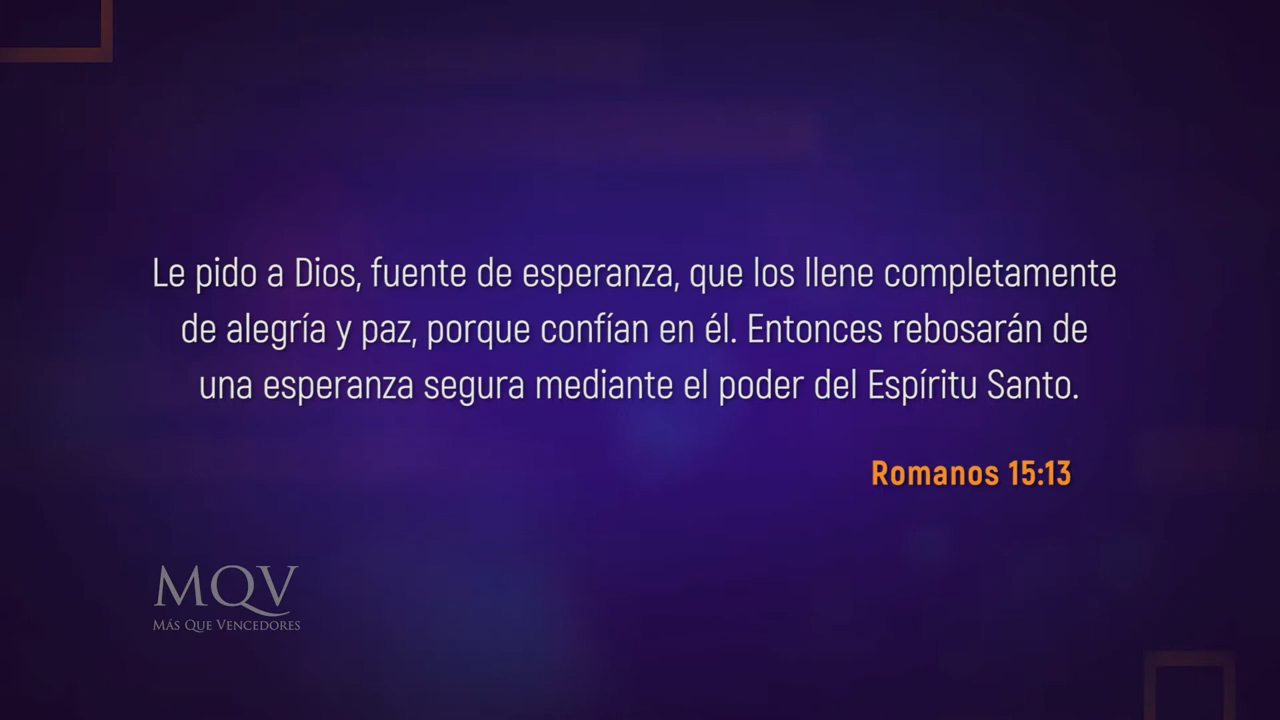 Le pido a Dios, fuente de esperanza, que los llene completamente
de alegría y paz, porque confían en él. Entonces rebosarán de
una esperanza segura mediante el poder del Espíritu Santo.
Romanos 15:13
MQV
MÁS QUE VENCEDORES